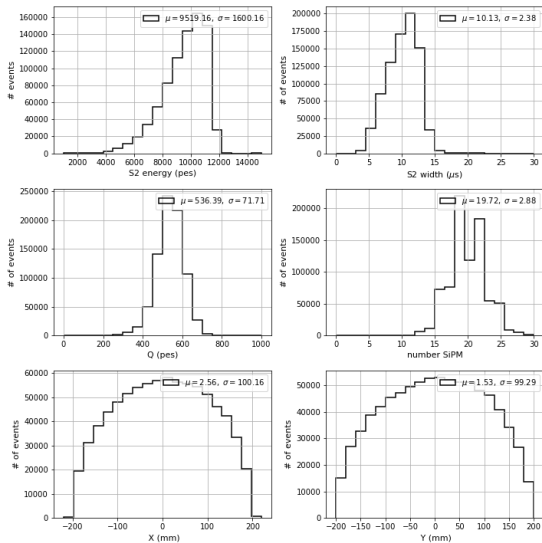 160000
140000
120000
100000
80000
60000
40000
20000
0
# of events
μ=9519.16, σ=1600.16
2000 4000 6000 8000 10000 12000 14000
S2 energy (pes)
200000
175000
150000
125000
100000
75000
50000
25000
0
# of events
μ=10.13, σ=2.38
0 5 10 15 20 25 30
S2 width (μs)
250000
200000
150000
100000
50000
0
# of events
μ=536.39, σ=71.71
0 200 400 600 800 1000
Q (pes)
200000
150000
100000
50000
0
# of events
μ=19.72, σ=2.88
0 5 10 15 20 25 30
number SiPM
60000
50000
40000
30000
20000
10000
0
# of events
μ=2.56, σ=100.16
−200 −100 0 100 200
X (mm)
50000
40000
30000
20000
10000
0
# of events
μ=1.53, σ=99.29
−200 −150 −100 −50 0 50 100 150 200
Y (mm)